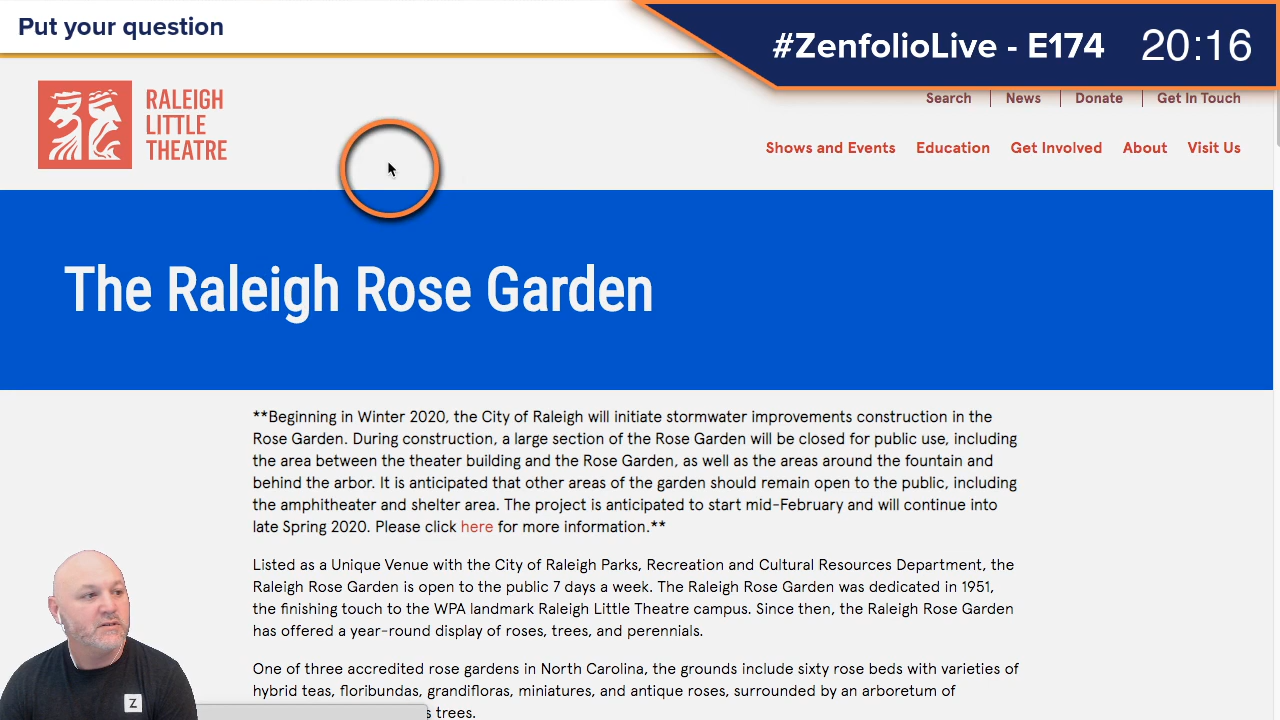 Put your question
#ZenfolioLive - E174 20:16
RALEIGH
LITTLE
THEATRE
Search News Donate Get In Touch
Shows and Events Education Get Involved About Visit Us
The Raleigh Rose Garden
**Beginning in Winter 2020, the City of Raleigh will initiate stormwater improvements construction in the
Rose Garden. During construction, a large section of the Rose Garden will be closed for public use, including
the area between the theater building and the Rose Garden, as well as the areas around the fountain and
behind the arbor. It is anticipated that other areas of the garden should remain open to the public, including
the amphitheater and shelter area. The project is anticipated to start mid-February and will continue into
late Spring 2020. Please click here for more information.**
Listed as a Unique Venue with the City of Raleigh Parks, Recreation and Cultural Resources Department, the
Raleigh Rose Garden is open to the public 7 days a week. The Raleigh Rose Garden was dedicated in 1951,
the finishing touch to the WPA landmark Raleigh Little Theatre campus. Since then, the Raleigh Rose Garden
has offered a year-round display of roses, trees, and perennials.
One of three accredited rose gardens in North Carolina, the grounds include sixty rose beds with varieties of
hybrid teas, floribundas, grandifloras, miniatures, and antique roses, surrounded by an arboretum of
s trees.
Z